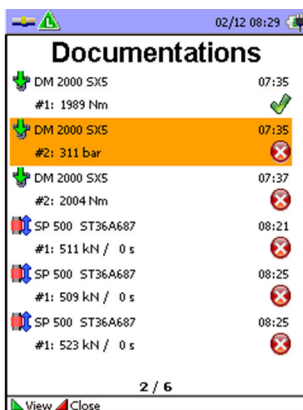 02/12 08:29
Documentations
DM 2000 SX5 07:35
#1: 1989 Nm
DM 2000 SX5 07:35
#2: 311 bar
DM 2000 SX5 07:37
#2: 2004 Nm
SP 500 ST36A687 08:21
#1: 511 kN / 0 s
SP 500 ST36A687 08:25
#1: 509 kN / 0 s
SP 500 ST36A687 08:25
#1: 523 kN / 0 s
2 / 6
View Close